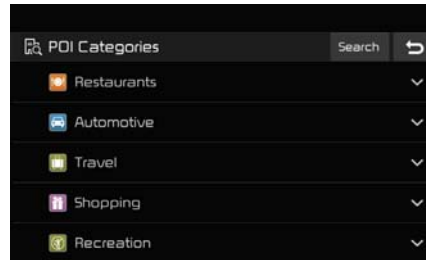 POI Categories Search
Restaurants
Automotive
Travel
Shopping
Recreation